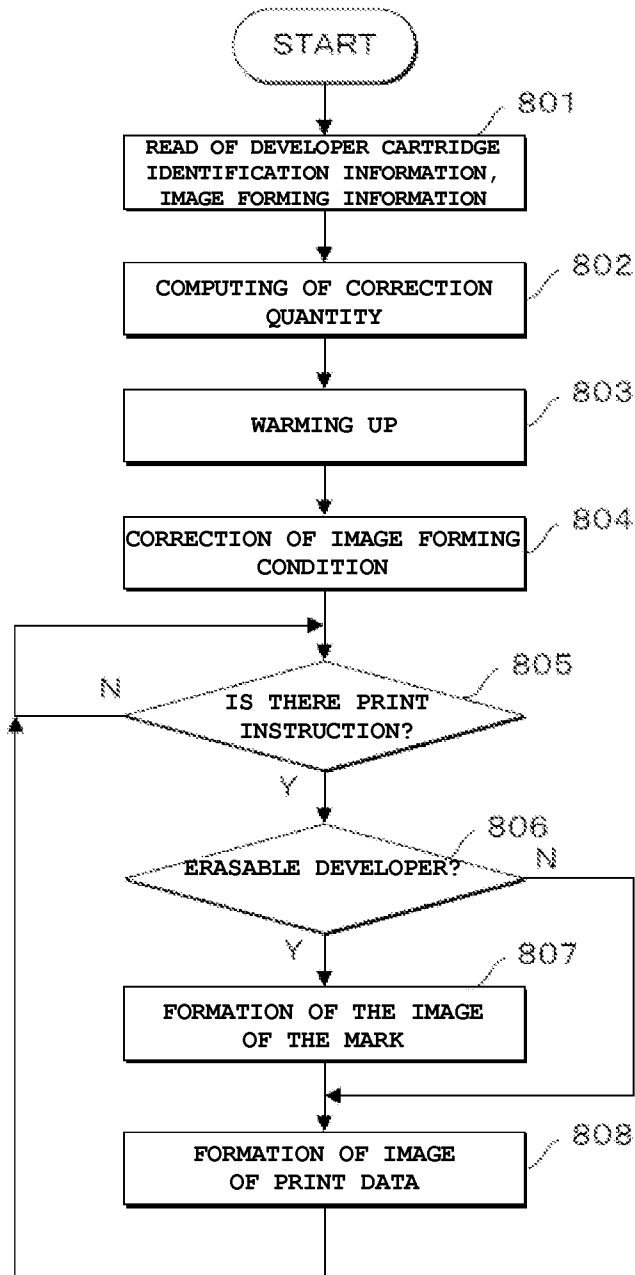 START
801
READ OF DEVELOPER CARTRIDGE
IDENTIFICATION INFORMATION,
IMAGE FORMING INFORMATION
802
COMPUTING OF CORRECTION
QUANTITY
803
WARMING UP
804
CORRECTION OF IMAGE FORMING
CONDITION
805
N
IS THERE PRINT
INSTRUCTION?
Y
806
ERASABLE DEVELOPER?
N
Y
807
FORMATION OF THE IMAGE
OF THE MARK
808
FORMATION OF IMAGE
OF PRINT DATA